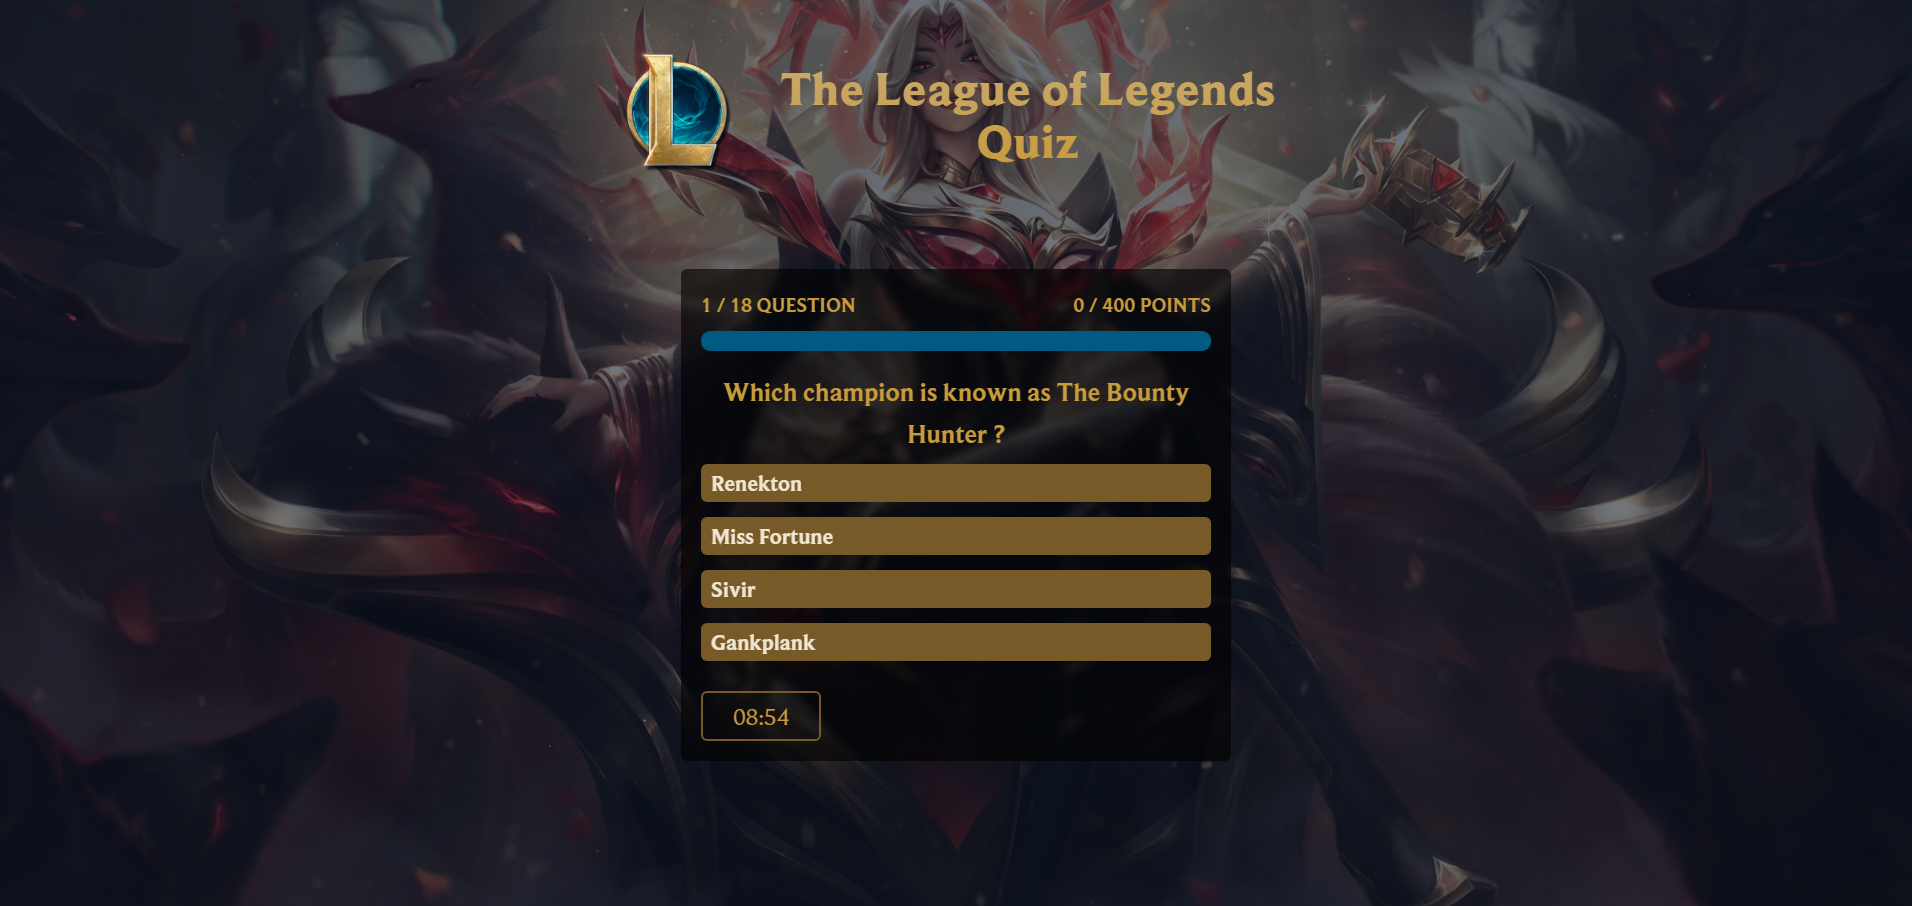 The League of Legends
Quiz
1 / 18 QUESTION
0 / 400 POINTS
Which champion is known as The Bounty
Hunter ?
Renekton
Miss Fortune
Sivir
Gankplank
08:54